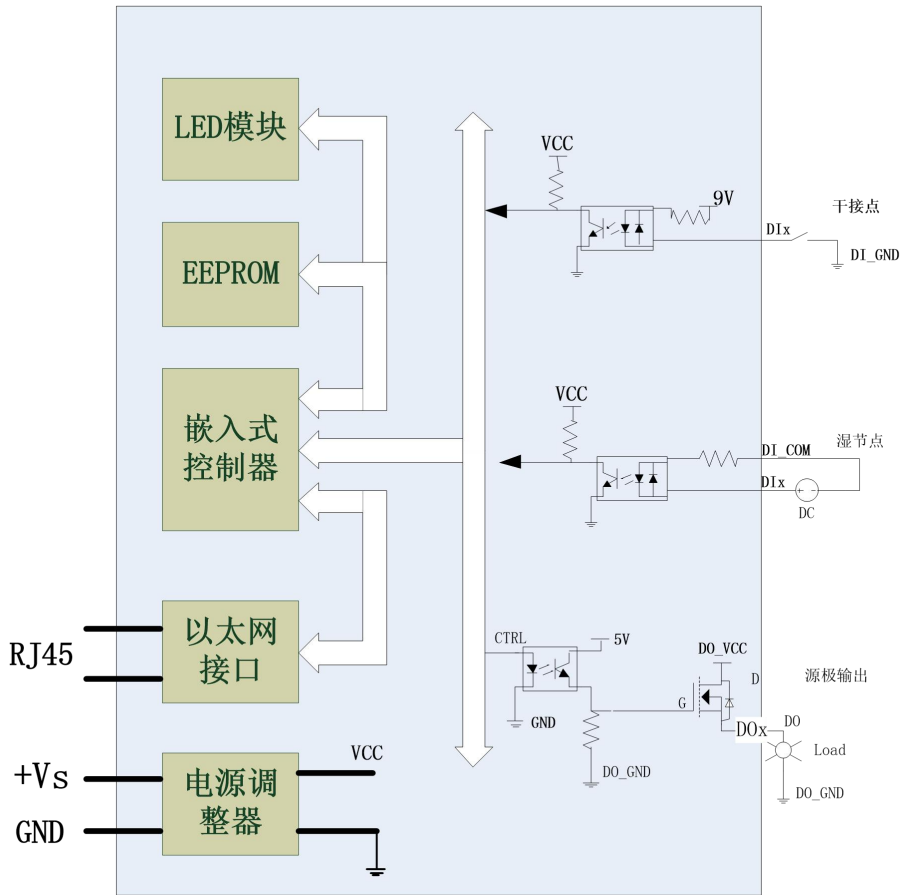 LED模块
EEPROM
嵌入式
控制器
以太网
接口
RJ45
电源调
整器
+Vs
GND
VCC
VCC
9V
干接点
DIx
DI_GND
VCC
湿节点
DI_COM
DIx
DC
CTRL
5V
GND
DO_GND
DO_VCC
D
G
源极输出
DOx
DO
Load
DO_GND